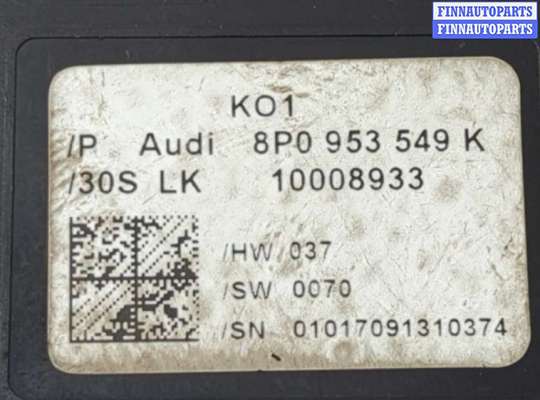 FINNAUTOPARTS
FINNAUTOPARTS
KO1
/P Audi 8P0 953 549 K
/30S LK 10008933
/HW 037
/SW 0070
/SN 01017091310374